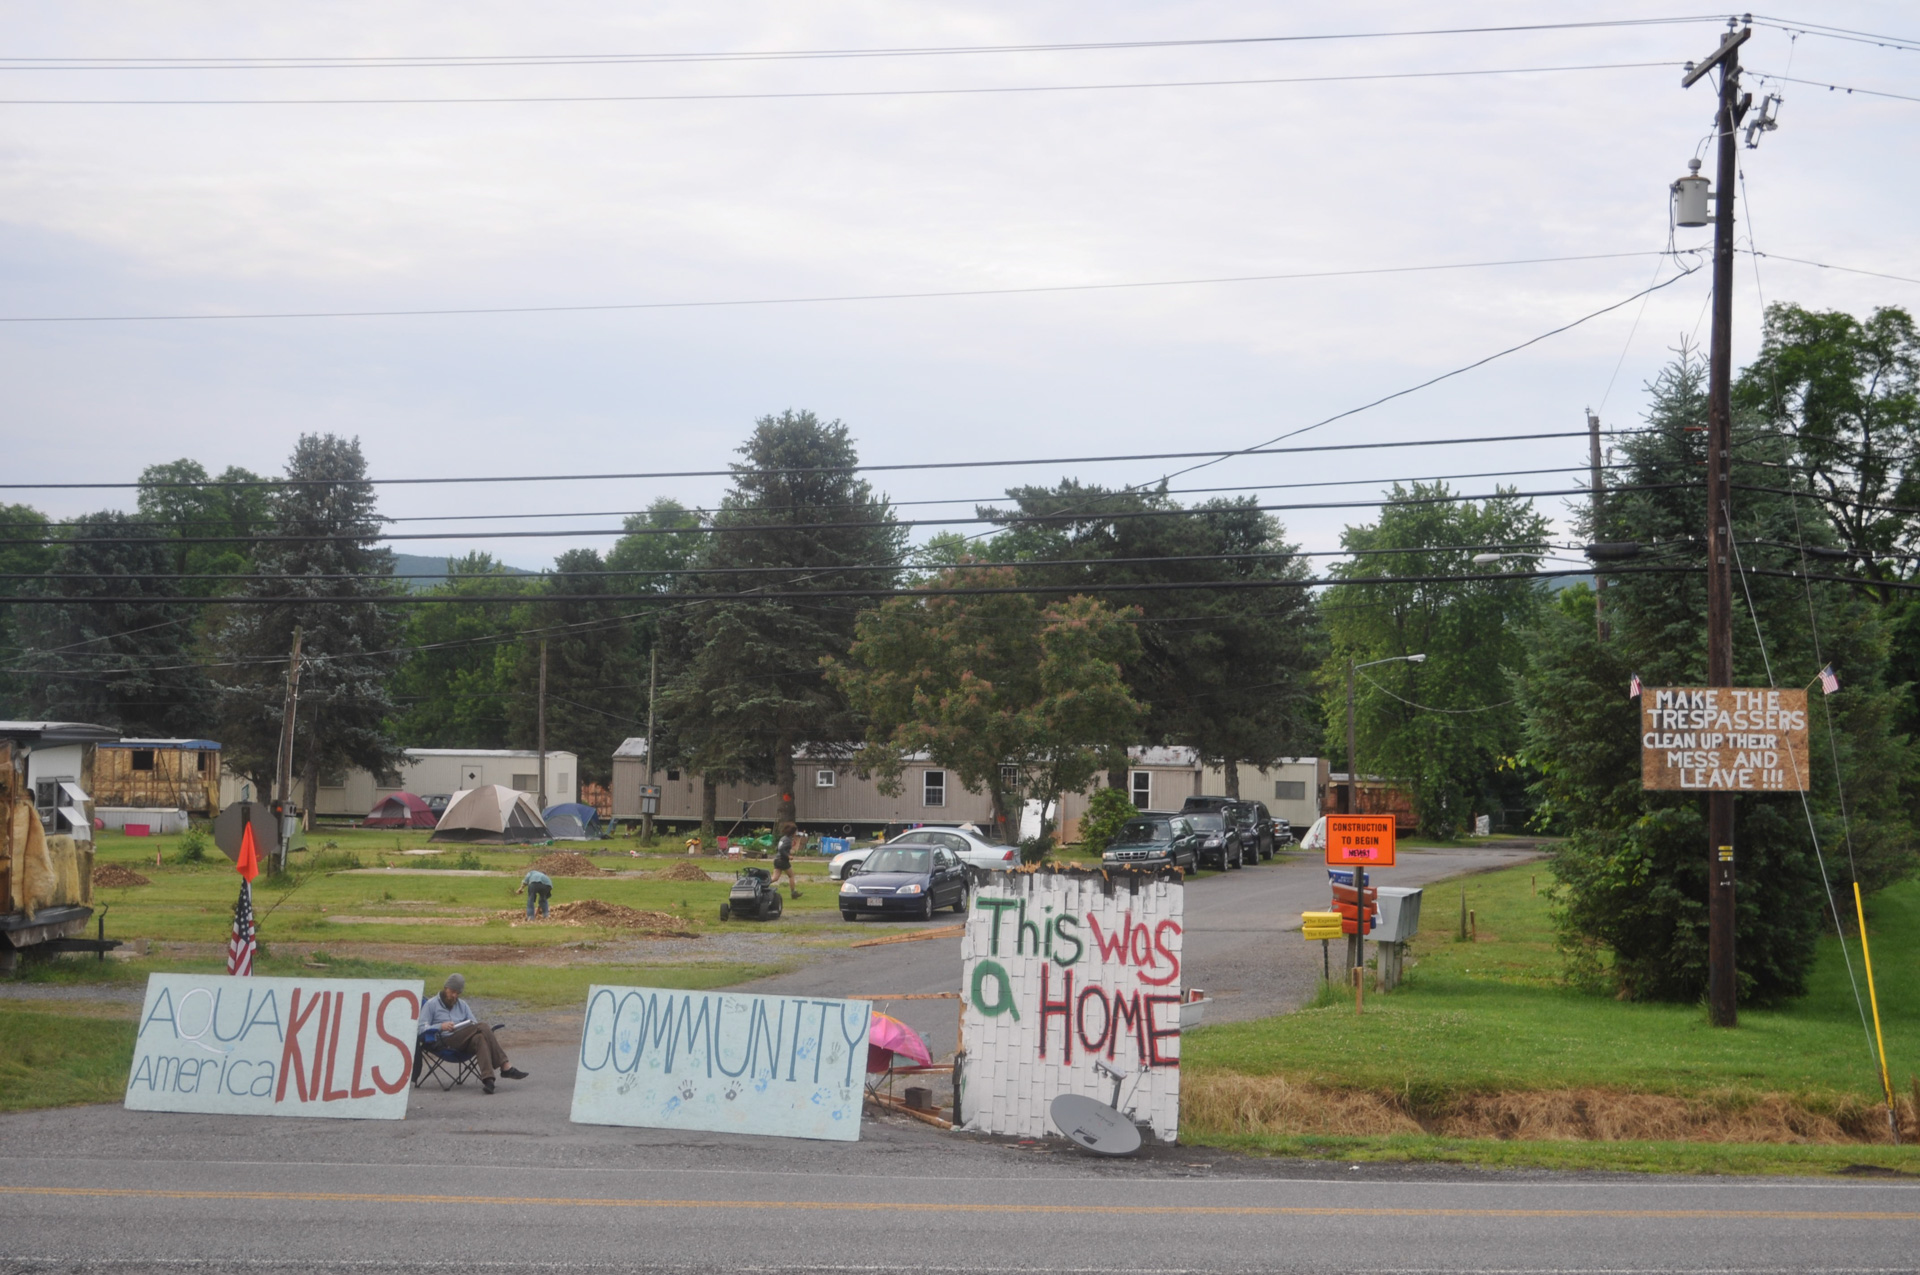 MAKE THE
TRESPASSERS
CLEAN UP THEIR
MESS AND
LEAVE !!!
CONSTRUCTION
TO BEGIN
NEVER!
This Was
a HOME
AQUA
America
KILLS
COMMUNITY